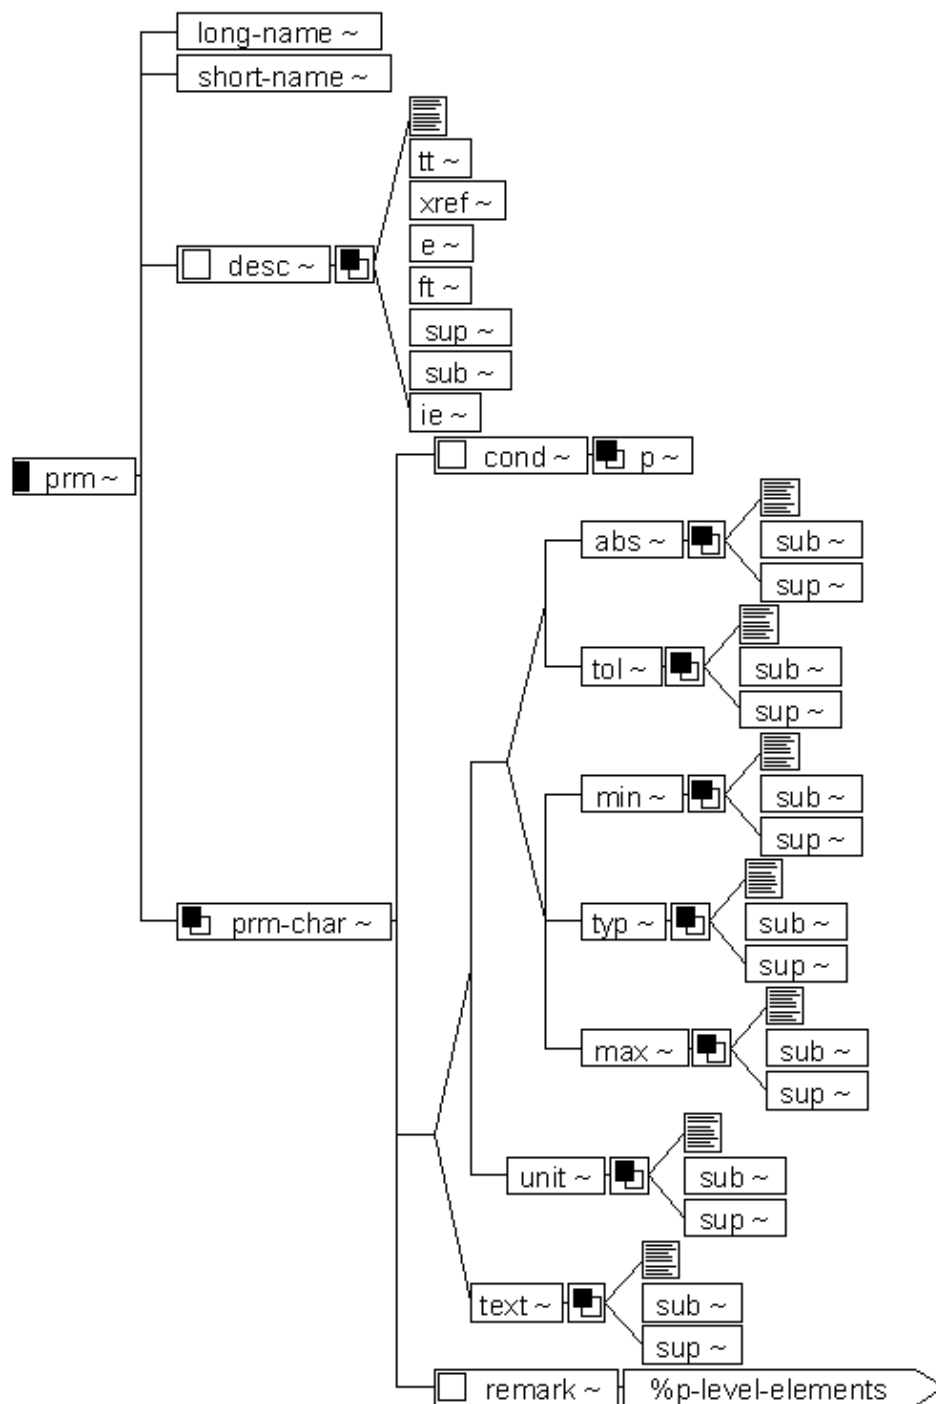 long-name ~
short-name ~
tt ~
xref ~
e ~
desc ~
ft ~
sup ~
sub ~
ie ~
prm ~
cond ~
p ~
abs ~
sub ~
sup ~
tol ~
sub ~
sup ~
min ~
sub ~
sup ~
prm-char ~
typ ~
sub ~
sup ~
max ~
sub ~
sup ~
unit ~
sub ~
sup ~
text ~
sub ~
sup ~
remark ~
%p-level-elements